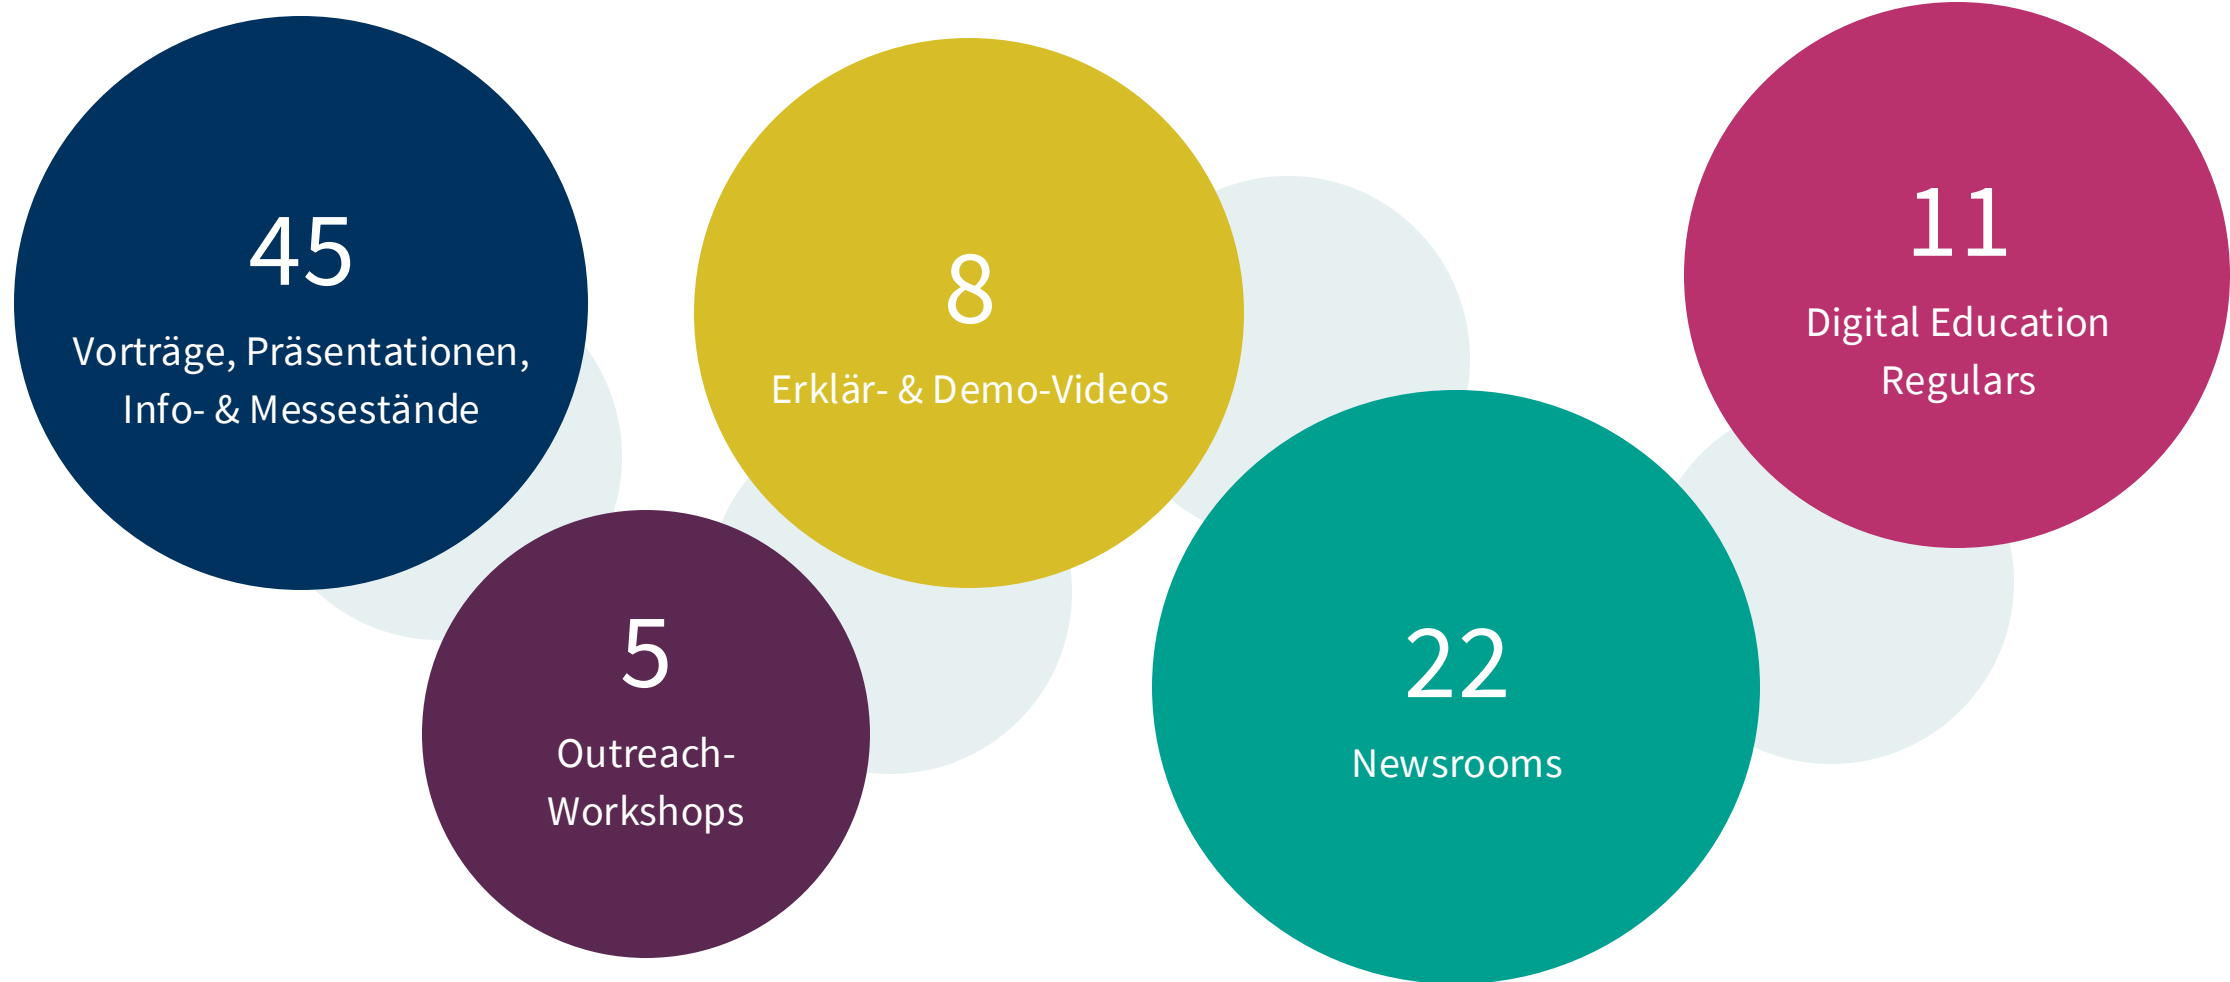 45
Vorträge, Präsentationen,
Info- & Messestände
5
Outreach-
Workshops
8
Erklär- & Demo-Videos
22
Newsrooms
11
Digital Education
Regulars